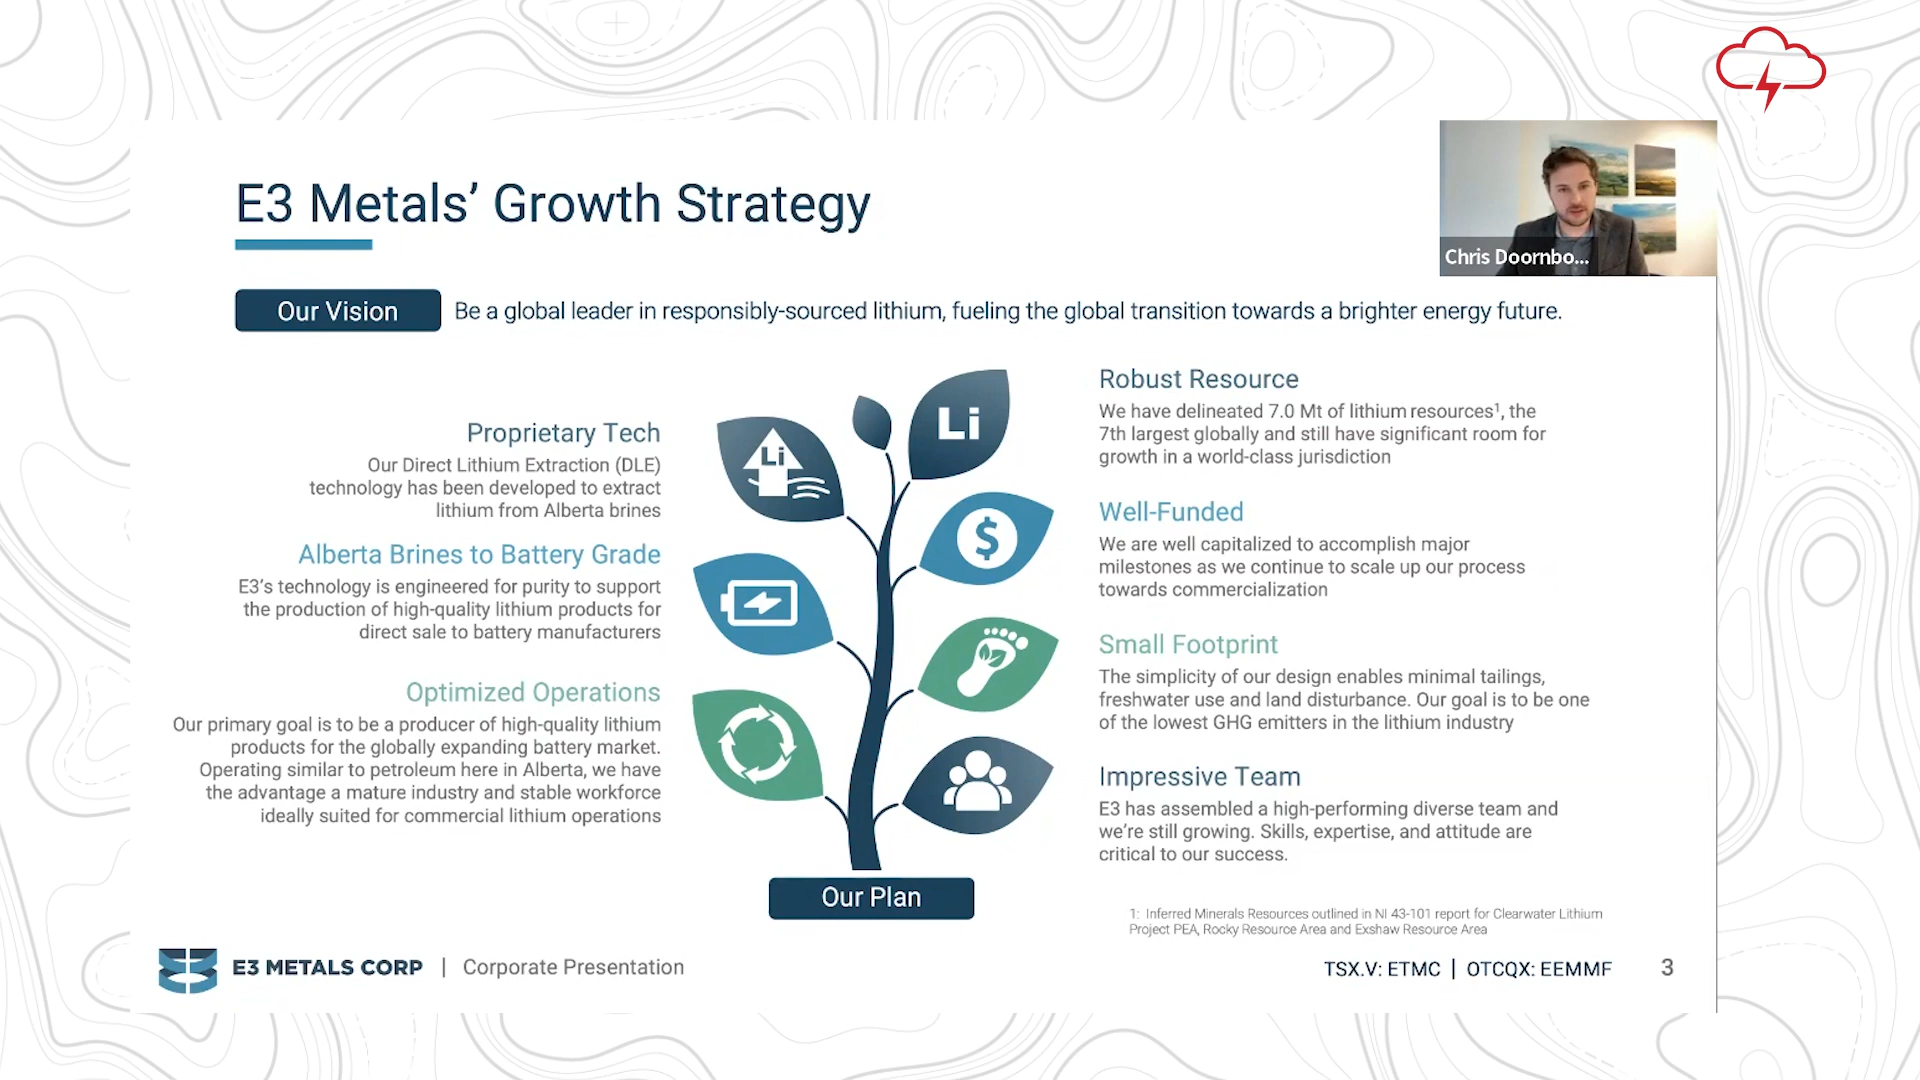 E3 Metals’ Growth Strategy
Chris Doornbo...
Our Vision
Be a global leader in responsibly-sourced lithium, fueling the global transition towards a brighter energy future.
Proprietary Tech
Our Direct Lithium Extraction (DLE)
technology has been developed to extract
lithium from Alberta brines
Alberta Brines to Battery Grade
E3’s technology is engineered for purity to support
the production of high-quality lithium products for
direct sale to battery manufacturers
Optimized Operations
Our primary goal is to be a producer of high-quality lithium
products for the globally expanding battery market.
Operating similar to petroleum here in Alberta, we have
the advantage a mature industry and stable workforce
ideally suited for commercial lithium operations
Li
Li
$
Our Plan
Robust Resource
We have delineated 7.0 Mt of lithium resources¹, the
7th largest globally and still have significant room for
growth in a world-class jurisdiction
Well-Funded
We are well capitalized to accomplish major
milestones as we continue to scale up our process
towards commercialization
Small Footprint
The simplicity of our design enables minimal tailings,
freshwater use and land disturbance. Our goal is to be one
of the lowest GHG emitters in the lithium industry
Impressive Team
E3 has assembled a high-performing diverse team and
we’re still growing. Skills, expertise, and attitude are
critical to our success.
1: Inferred Minerals Resources outlined in NI 43-101 report for Clearwater Lithium
Project PEA, Rocky Resource Area and Exshaw Resource Area
E3 METALS CORP | Corporate Presentation
TSX.V: ETMC | OTCQX: EEMMF
3